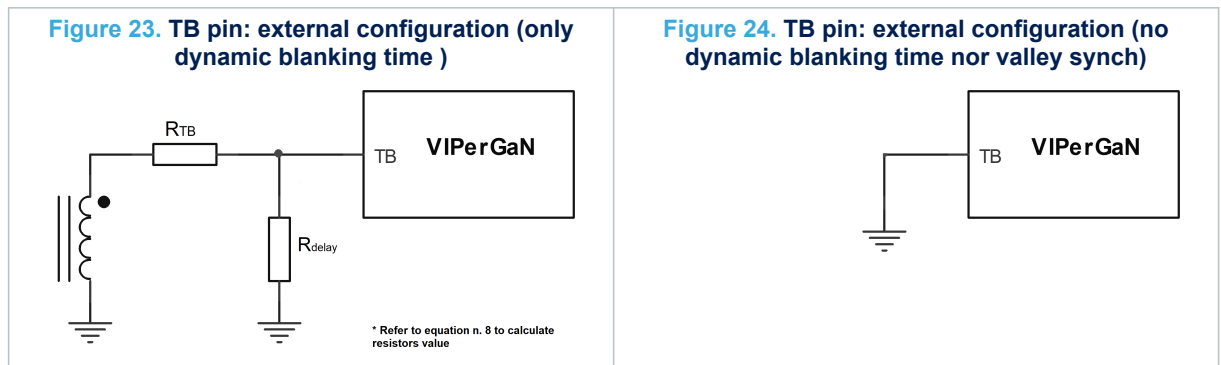 Figure 23. TB pin: external configuration (only
dynamic blanking time )
RTB
TB
VIPerGaN
Rdelay
* Refer to equation n. 8 to calculate
resistors value
Figure 24. TB pin: external configuration (no
dynamic blanking time nor valley synch)
TB
VIPerGaN